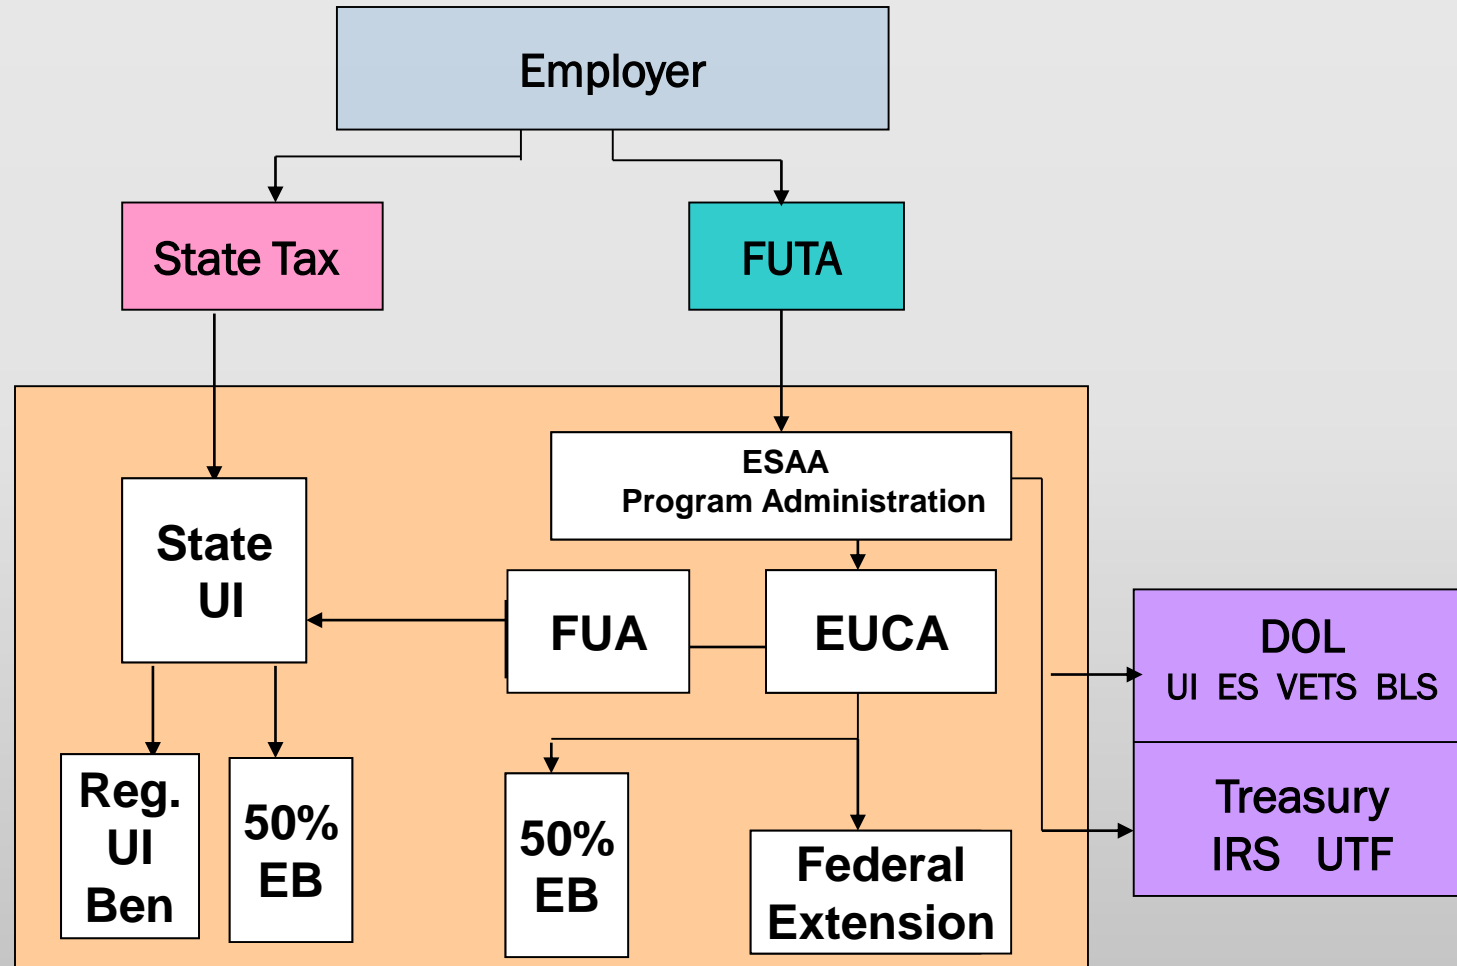 Employer
State Tax
FUTA
ESAA
Program Administration
State
UI
FUA
EUCA
DOL
UI ES VETS BLS
Reg.
UI
Ben
50%
EB
50%
EB
Federal
Extension
Treasury
IRS UTF